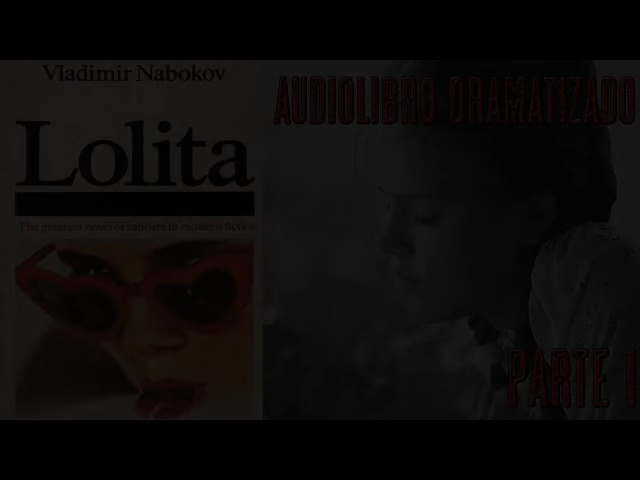 Vladimir Nabokov
Lolita
The greatest novel of rapture in modern fiction
AUDIOLIBRO DRAMATIZADO
PARTE I